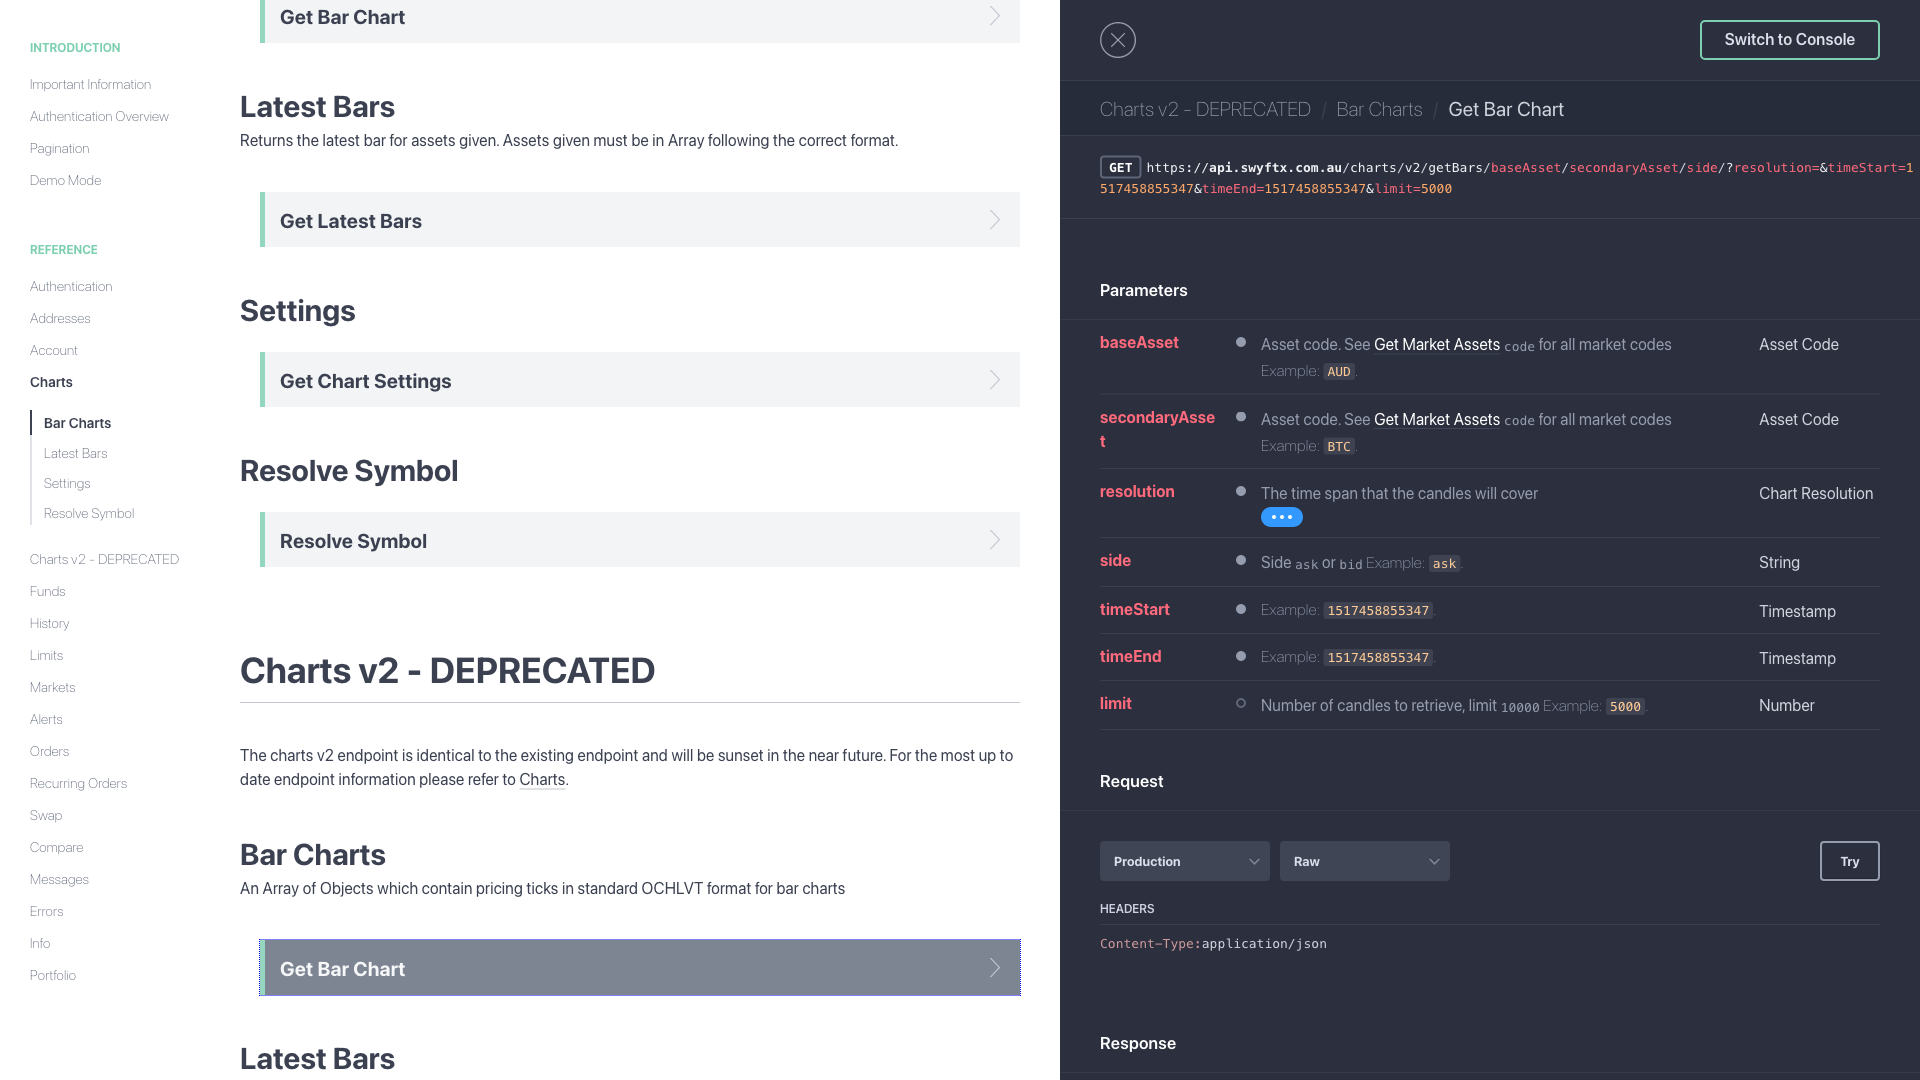 INTRODUCTION
Important Information
Authentication Overview
Pagination
Demo Mode
REFERENCE
Authentication
Addresses
Account
Charts
Bar Charts
Latest Bars
Settings
Resolve Symbol
Charts v2 - DEPRECATED
Funds
History
Limits
Markets
Alerts
Orders
Recurring Orders
Swap
Compare
Messages
Errors
Info
Portfolio
Get Bar Chart
Latest Bars
Returns the latest bar for assets given. Assets given must be in Array following the correct format.
Get Latest Bars
Settings
Get Chart Settings
Resolve Symbol
Resolve Symbol
Charts v2 - DEPRECATED
The charts v2 endpoint is identical to the existing endpoint and will be sunset in the near future. For the most up to
date endpoint information please refer to Charts.
Bar Charts
An Array of Objects which contain pricing ticks in standard OCHLVT format for bar charts
Get Bar Chart
Latest Bars
Switch to Console
Charts v2 - DEPRECATED / Bar Charts / Get Bar Chart
GET https://api.swyftx.com.au/charts/v2/getBars/baseAsset/secondaryAsset/side/?resolution=&timeStart=1
517458855347&timeEnd=1517458855347&limit=5000
Parameters
baseAsset Asset code. See Get Market Assets code for all market codes Asset Code
Example: AUD.
secondaryAsse Asset code. See Get Market Assets code for all market codes Asset Code
t Example: BTC.
resolution The time span that the candles will cover Chart Resolution
side Side ask or bid Example: ask. String
timeStart Example: 1517458855347. Timestamp
timeEnd Example: 1517458855347. Timestamp
limit Number of candles to retrieve, limit 10000 Example: 5000. Number
Request
Production Raw Try
HEADERS
Content-Type:application/json
Response